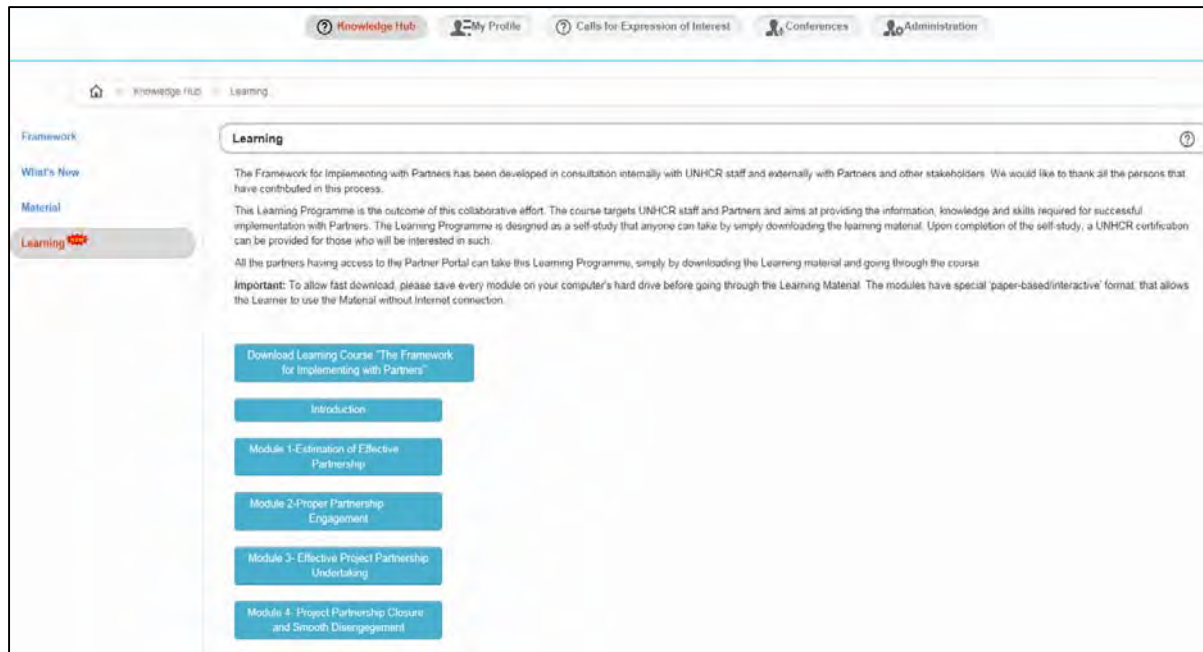 Knowledge Hub My Profile Calls for Expression of Interest Conferences Administration
Knowledge Hub Learning
Framework
What's New
Material
Learning
Learning
The Framework for Implementing with Partners has been developed in consultation internally with UNHCR staff and externally with Partners and other stakeholders. We would like to thank all the persons that
have contributed in this process.
This Learning Programme is the outcome of this collaborative effort. The course targets UNHCR staff and Partners and aims at providing the information, knowledge and skills required for successful
implementation with Partners. The Learning Programme is designed as a self-study that anyone can take by simply downloading the learning material. Upon completion of the self-study, a UNHCR certification
can be provided for those who will be interested in such.
All the partners having access to the Partner Portal can take this Learning Programme, simply by downloading the Learning material and going through the course
Important: To allow fast download, please save every module on your computer's hard drive before going through the Learning Material. The modules have special 'paper-based/interactive' format, that allows
the Learner to use the Material without Internet connection.
Download Learning Course "The Framework
for Implementing with Partners"
Introduction
Module 1-Estimation of Effective
Partnership
Module 2-Proper Partnership
Engagement
Module 3- Effective Project Partnership
Undertaking
Module 4- Project Partnership Closure
and Smooth Disengegement